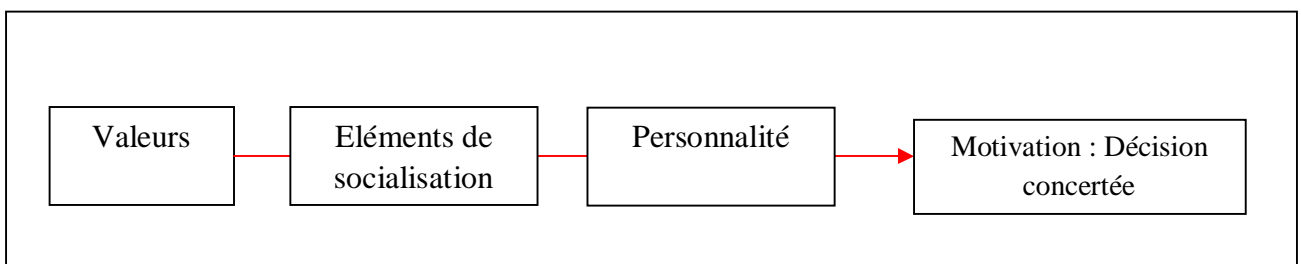 Valeurs
Eléments de
socialisation
Personnalité
Motivation : Décision
concertée